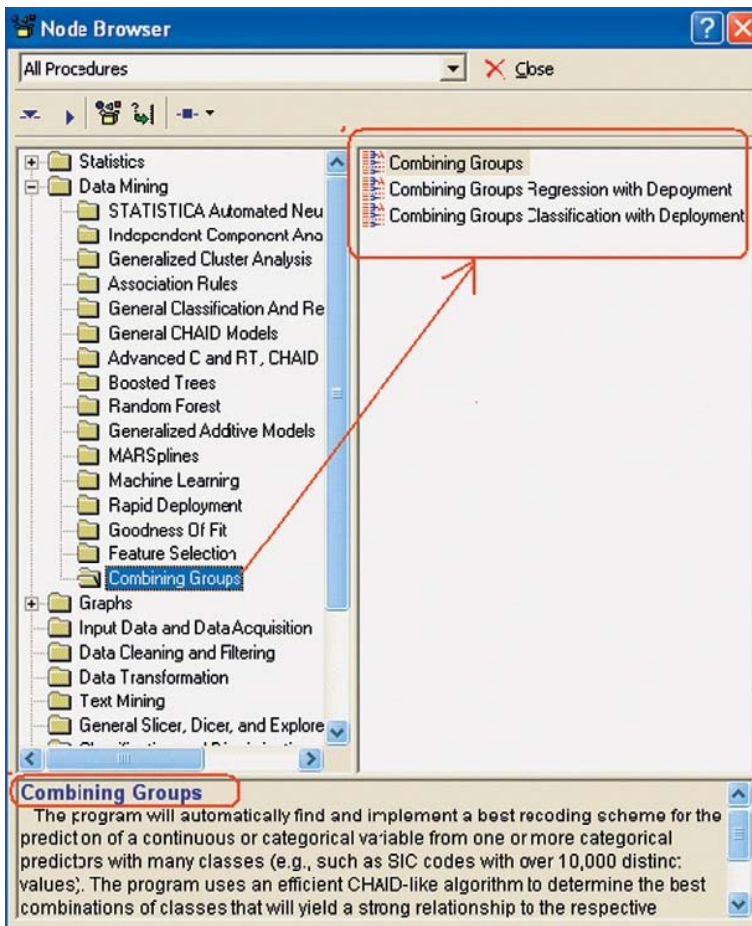 Node Browser
All Procedures
Close
Statistics
Data Mining
STATISTICA Automated Neu
Independent Component Ana
Generalized Cluster Analysis
Association Rules
General Classification And Re
General CHAID Models
Advanced C and RT, CHAID
Boosted Trees
Random Forest
Generalized Additive Models
MARSplines
Machine Learning
Rapid Deployment
Goodness Of Fit
Feature Selection
Combining Groups
Graphs
Input Data and Data Acquisition
Data Cleaning and Filtering
Data Transformation
Text Mining
General Slicer, Dicer, and Explore
Combining Groups
Combining Groups Regression with Depoyment
Combining Groups Classification with Deployment
Combining Groups
The program will automatically find and implement a best recoding scheme for the
prediction of a continuous or categorical variable from one or more categorical
predictors with many classes (e.g., such as SIC codes with over 10,000 distinct
values). The program uses an efficient CHAID-like algorithm to determine the best
combinations of classes that will yield a strong relationship to the respective